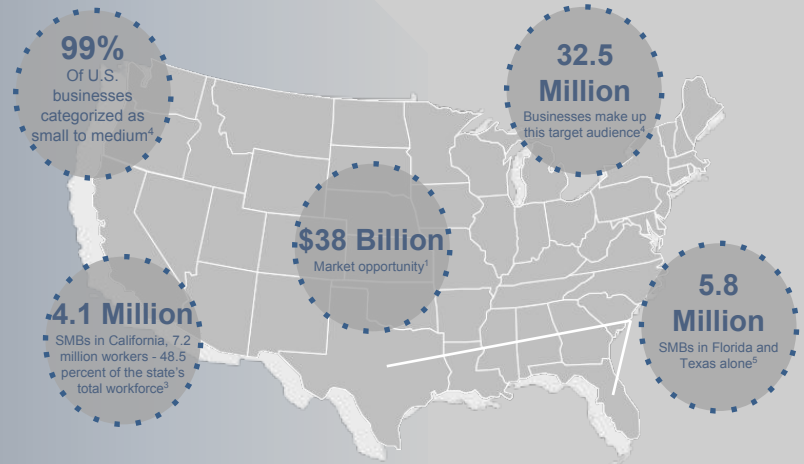 99%
Of U.S.
businesses
categorized as
small to medium⁴
32.5
Million
Businesses make up
this target audience⁴
$38 Billion
Market opportunity¹
4.1 Million
SMBs in California, 7.2
million workers - 48.5
percent of the state's
total workforce³
5.8
Million
SMBs in Florida and
Texas alone⁵